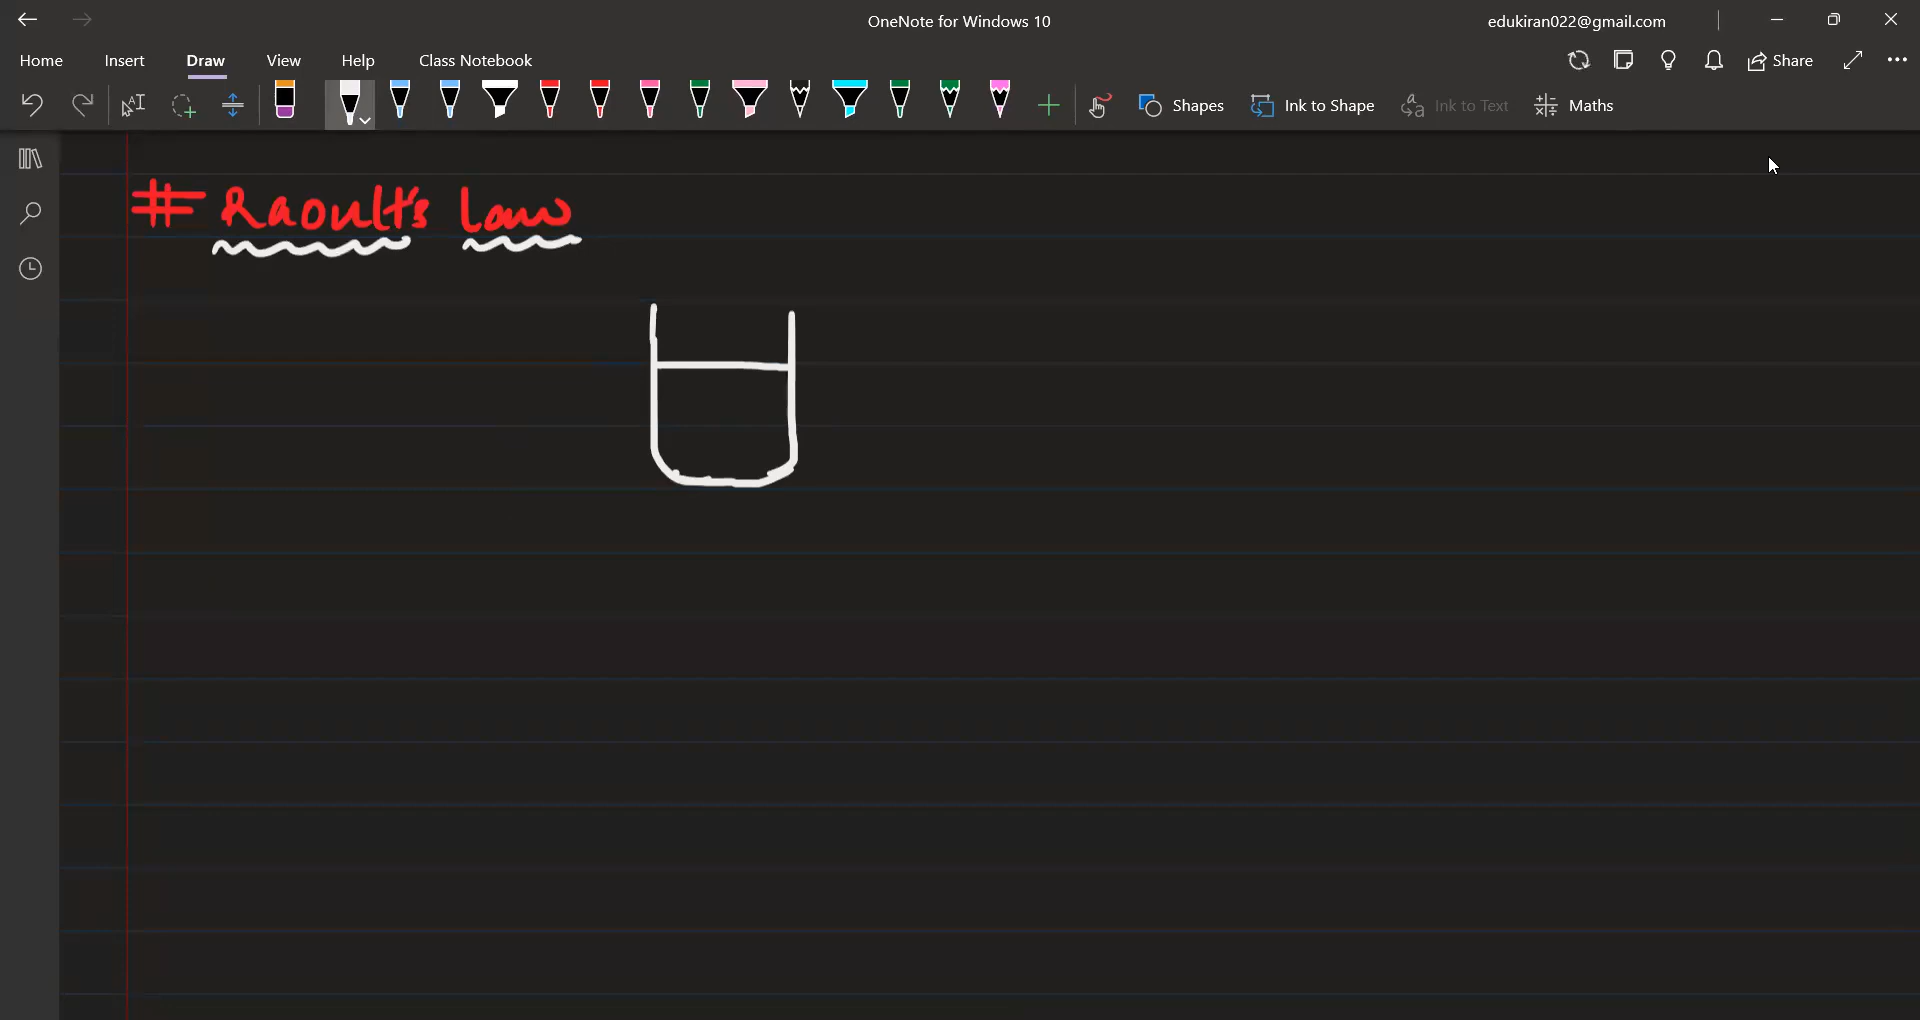 OneNote for Windows 10
edukiran022@gmail.com
Home Insert Draw View Help Class Notebook
Share
Shapes Ink to Shape Ink to Text Maths
# Raoult's law